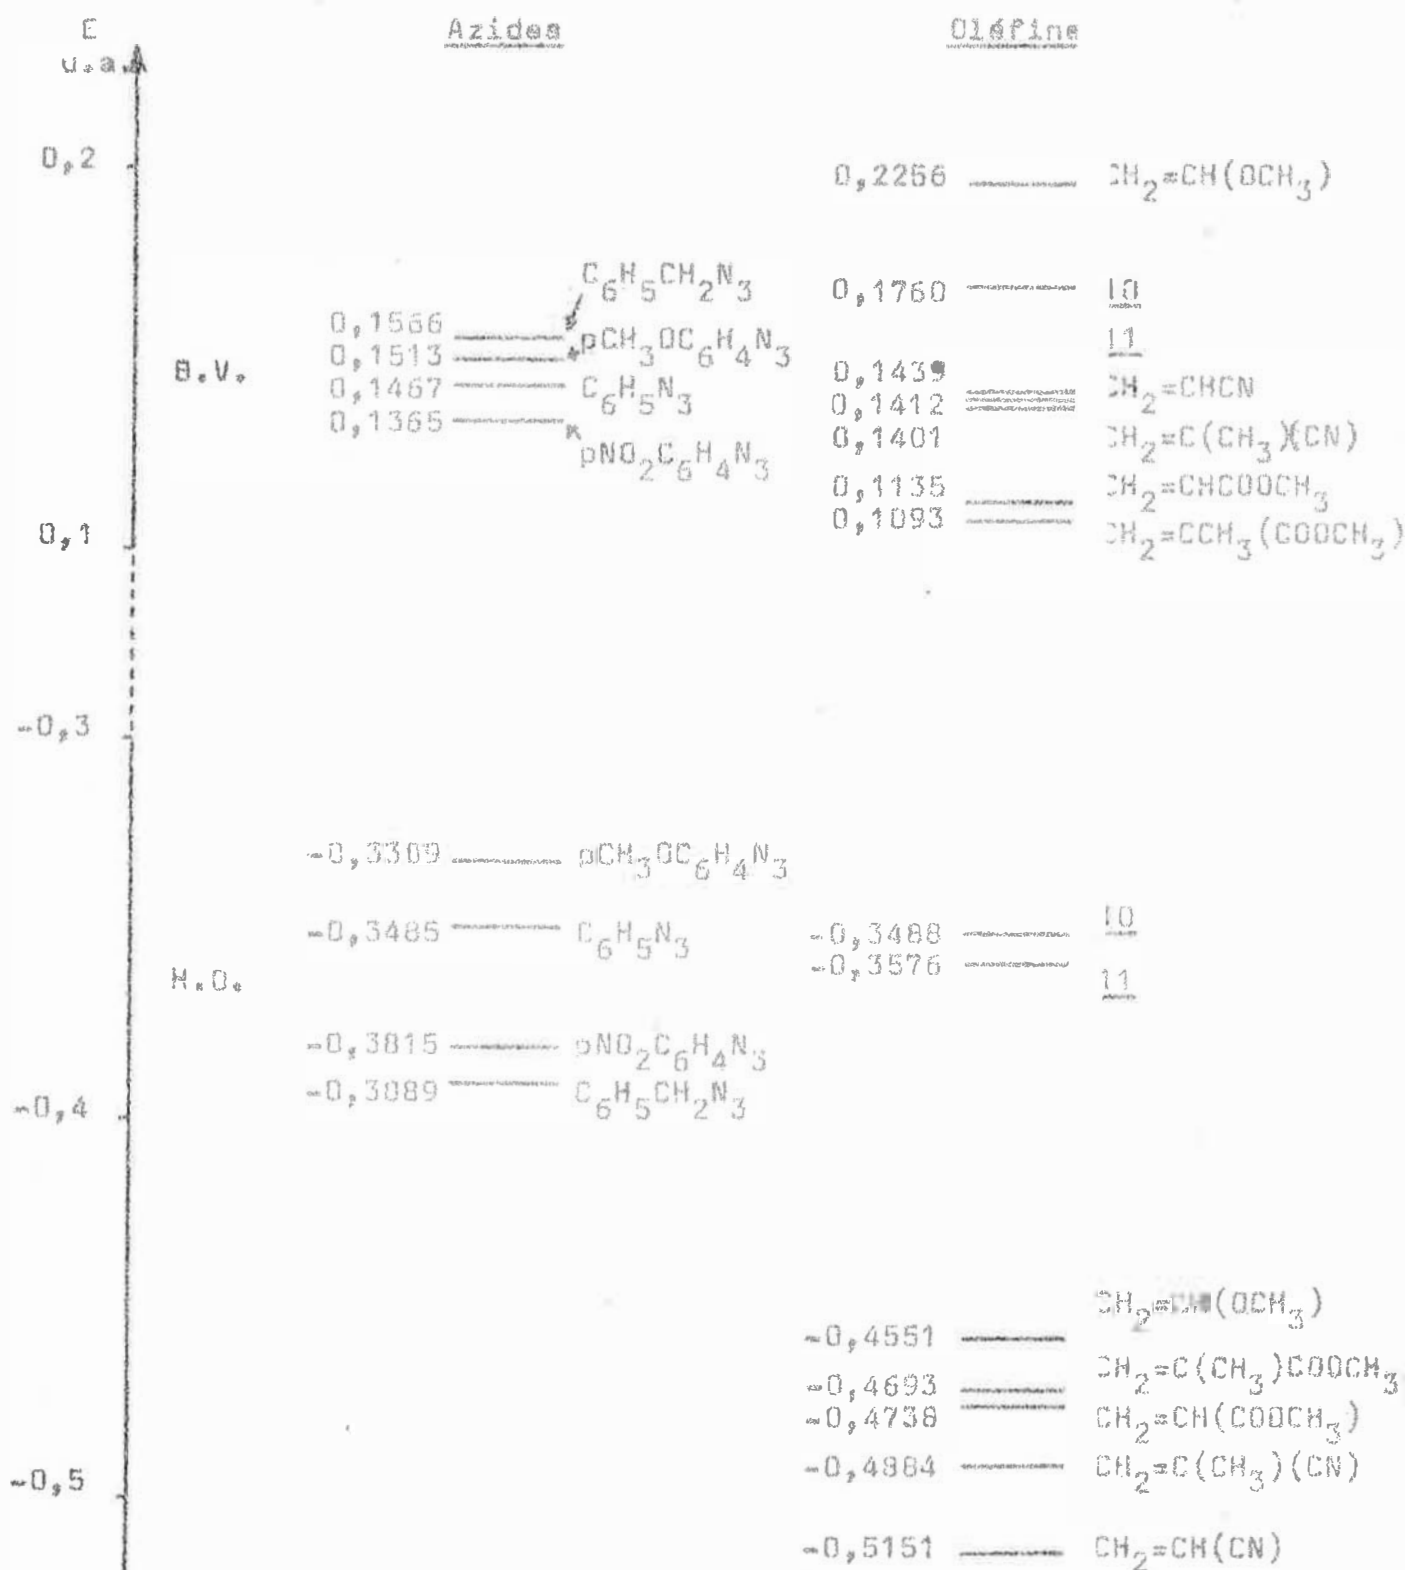 E
u.a.
Azides
Oléfine
0,2
0,2266
CH2=CH(OCH3)
C6H5CH2N3
0,1760
10
0,1566
pCH3OC6H4N3
11
B.V.
0,1513
0,1439
CH2=CHCN
0,1467
C6H5N3
0,1412
0,1365
pNO2C6H4N3
0,1401
CH2=C(CH3)(CN)
0,1135
CH2=CHCOOCH3
0,1
0,1093
CH2=CCH3(COOCH3)
-0,3
-0,3309
pCH3OC6H4N3
-0,3485
C6H5N3
-0,3488
10
-0,3576
11
H.O.
-0,3815
pNO2C6H4N3
-0,3889
C6H5CH2N3
-0,4
CH2=CH(OCH3)
-0,4551
CH2=C(CH3)COOCH3
-0,4693
-0,4738
CH2=CH(COOCH3)
-0,4884
CH2=C(CH3)(CN)
-0,5
-0,5151
CH2=CH(CN)